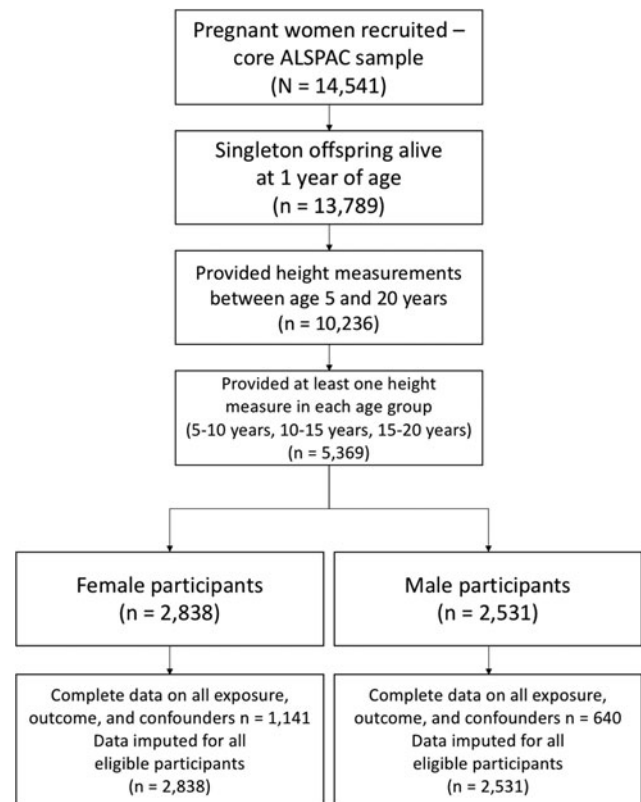 Pregnant women recruited –
core ALSPAC sample
(N = 14,541)
Singleton offspring alive
at 1 year of age
(n = 13,789)
Provided height measurements
between age 5 and 20 years
(n = 10,236)
Provided at least one height
measure in each age group
(5-10 years, 10-15 years, 15-20 years)
(n = 5,369)
Female participants
(n = 2,838)
Male participants
(n = 2,531)
Complete data on all exposure,
outcome, and confounders n = 1,141
Data imputed for all
eligible participants
(n = 2,838)
Complete data on all exposure,
outcome, and confounders n = 640
Data imputed for all
eligible participants
(n = 2,531)